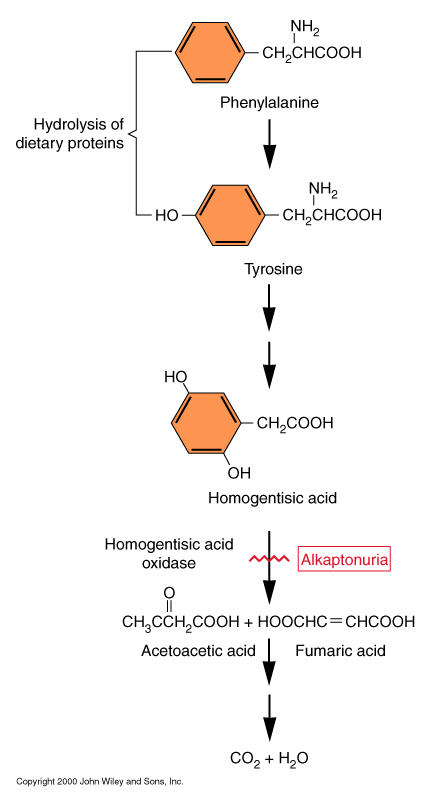 NH₂
CH₂CHCOOH
Phenylalanine
Hydrolysis of
dietary proteins
NH₂
HO
CH₂CHCOOH
Tyrosine
HO
CH₂COOH
OH
Homogentisic acid
Homogentisic acid
oxidase
Alkaptonuria
O
CH₃CCH₂COOH + HOOCHC=CHCOOH
Acetoacetic acid
Fumaric acid
CO₂ + H₂O
Copyright 2000 John Wiley and Sons, Inc.